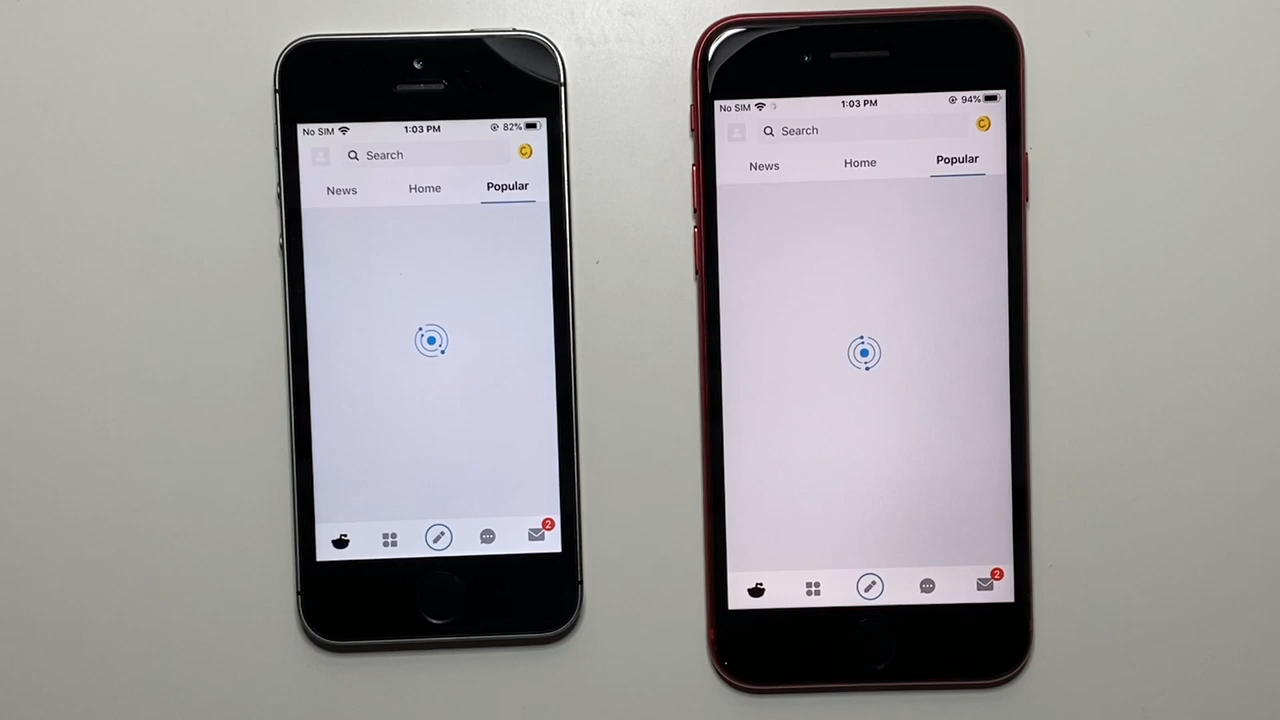 No SIM 1:03 PM 82%
Search
News Home Popular
2
No SIM 1:03 PM 94%
Search
News Home Popular
2